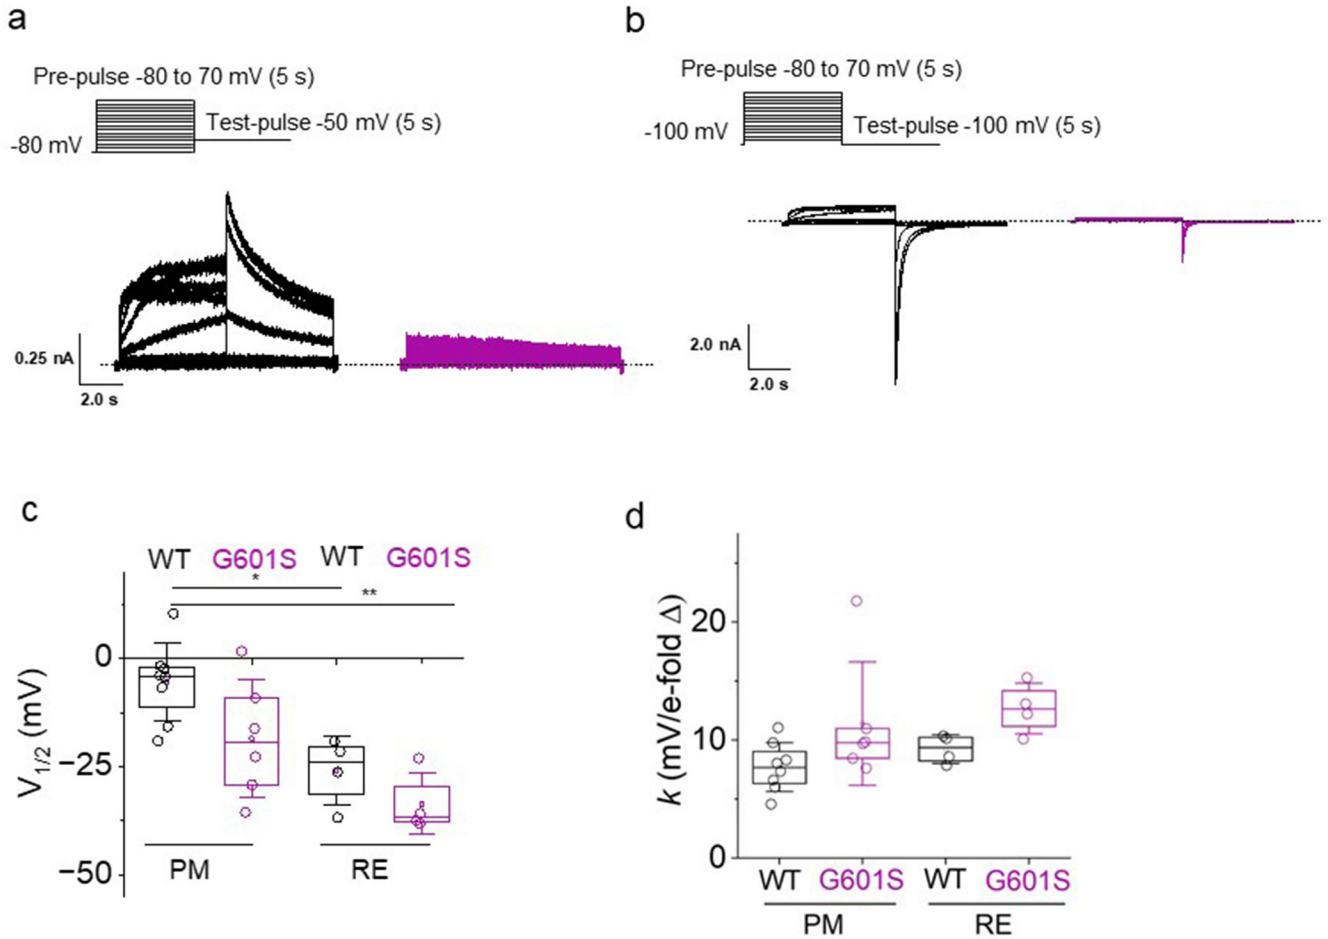 a
Pre-pulse -80 to 70 mV (5 s)
Test-pulse -50 mV (5 s)
-80 mV
0.25 nA
2.0 s
b
Pre-pulse -80 to 70 mV (5 s)
-100 mV
Test-pulse -100 mV (5 s)
2.0 nA
2.0 s
c
WT G601S WT G601S
*
**
0
−25
−50
V1/2 (mV)
PM RE
d
k (mV/e-fold Δ)
20
10
0
WT G601S WT G601S
PM RE